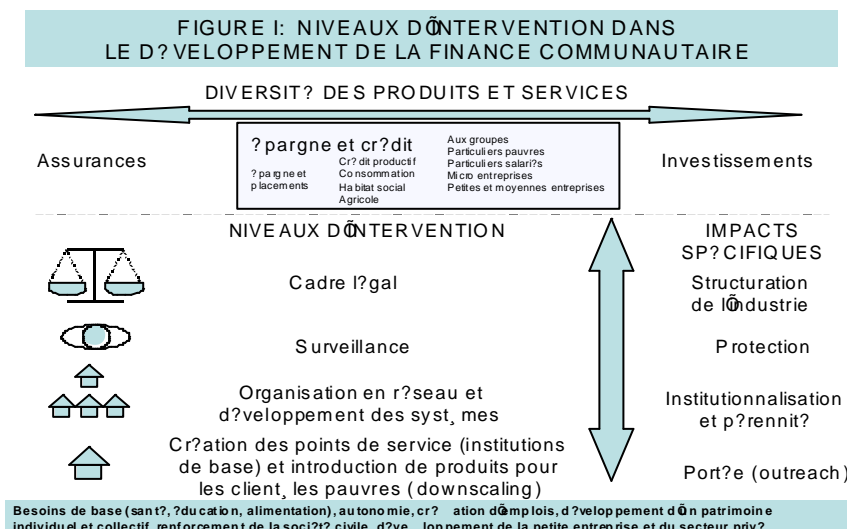 FIGURE I: NIVEAUX DÕINTERVENTION DANS
LE D?VELOPPEMENT DE LA FINANCE COMMUNAUTAIRE
DIVERSIT? DES PRODUITS ET SERVICES
Assurances
?pargne et cr?dit
?pargne et
placements
Cr?dit productif
Consommation
Habitat social
Agricole
Aux groupes
Particuliers pauvres
Particuliers salari?s
Micro entreprises
Petites et moyennes entreprises
Investissements
NIVEAUX DÕINTERVENTION
IMPACTS
SP?CIFIQUES
Cadre l?gal
Structuration
de lÕindustrie
Surveillance
Protection
Organisation en r?seau et
d?veloppement des syst¸mes
Institutionnalisation
et p?rennit?
Cr?ation des points de service (institutions
de base) et introduction de produits pour
les client¸ les pauvres (downscaling)
Port?e (outreach)
Besoins de base (sant?, ?ducation, alimentation), autonomie, cr? ation dÕemplois, d?veloppement dÕun patrimoine
individuel et collectif, renforcement de la soci?t? civile, d?ve loppement de la petite entreprise et du secteur priv?